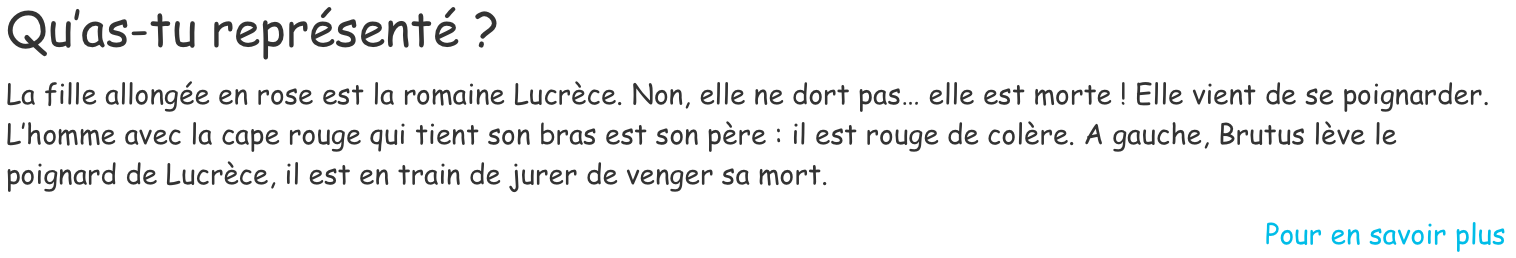 Qu'as-tu représenté ?
La fille allongée en rose est la romaine Lucrèce. Non, elle ne dort pas... elle est morte ! Elle vient de se poignarder.
L'homme avec la cape rouge qui tient son bras est son père : il est rouge de colère. A gauche, Brutus lève le
poignard de Lucrèce, il est en train de jurer de venger sa mort.
Pour en savoir plus